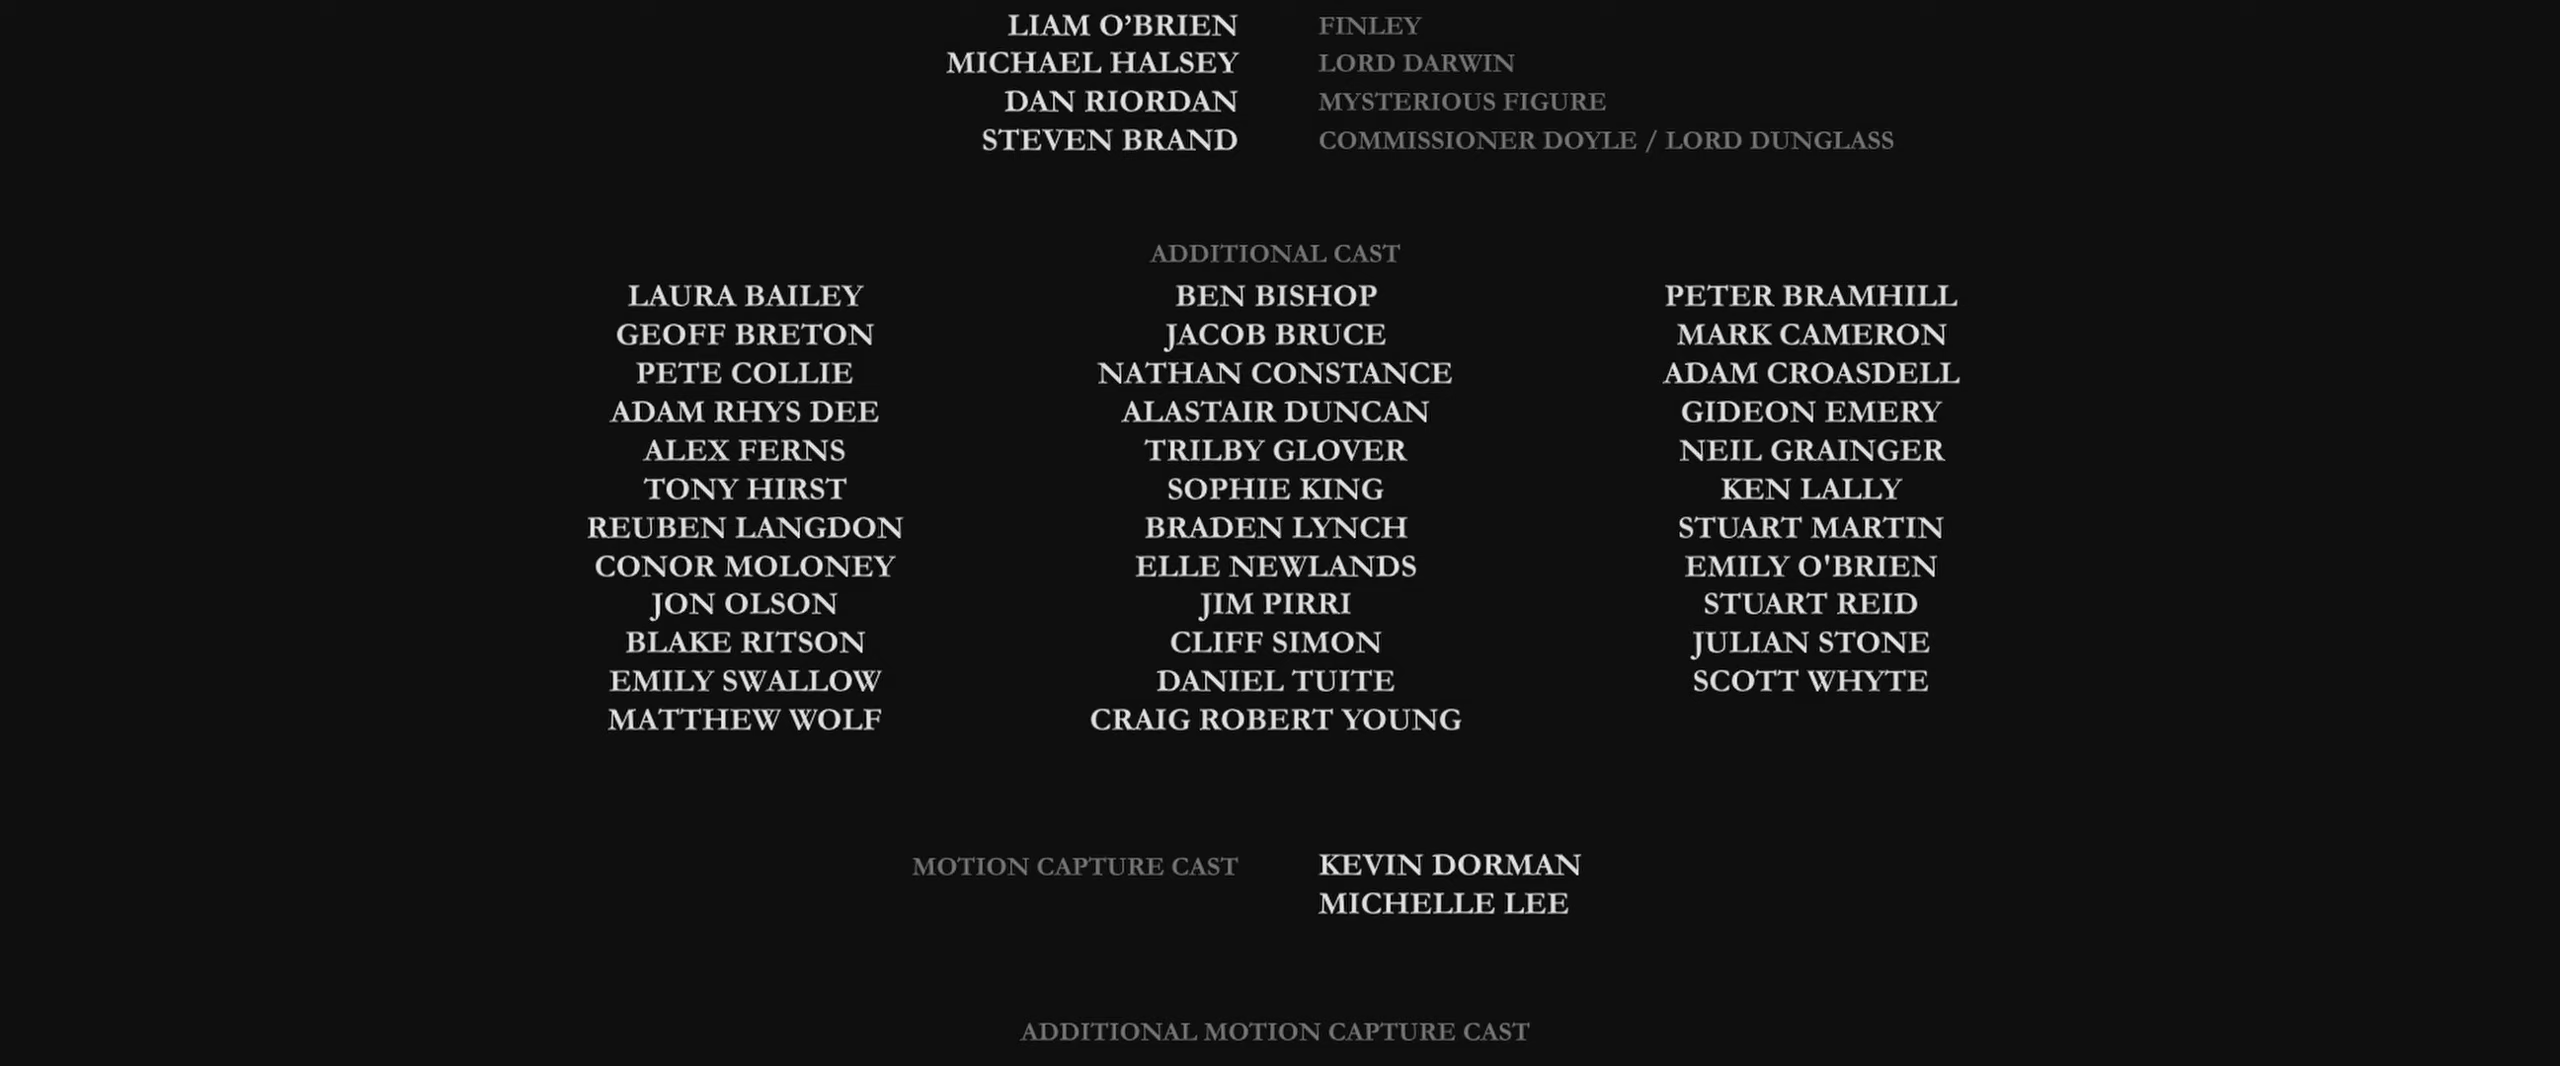 LIAM O’BRIEN FINLEY
MICHAEL HALSEY LORD DARWIN
DAN RIORDAN MYSTERIOUS FIGURE
STEVEN BRAND COMMISSIONER DOYLE / LORD DUNGLASS
ADDITIONAL CAST
LAURA BAILEY BEN BISHOP PETER BRAMHILL
GEOFF BRETON JACOB BRUCE MARK CAMERON
PETE COLLIE NATHAN CONSTANCE ADAM CROASDELL
ADAM RHYS DEE ALASTAIR DUNCAN GIDEON EMERY
ALEX FERNS TRILBY GLOVER NEIL GRAINGER
TONY HIRST SOPHIE KING KEN LALLY
REUBEN LANGDON BRADEN LYNCH STUART MARTIN
CONOR MOLONEY ELLE NEWLANDS EMILY O'BRIEN
JON OLSON JIM PIRRI STUART REID
BLAKE RITSON CLIFF SIMON JULIAN STONE
EMILY SWALLOW DANIEL TUITE SCOTT WHYTE
MATTHEW WOLF CRAIG ROBERT YOUNG
MOTION CAPTURE CAST KEVIN DORMAN
MICHELLE LEE
ADDITIONAL MOTION CAPTURE CAST